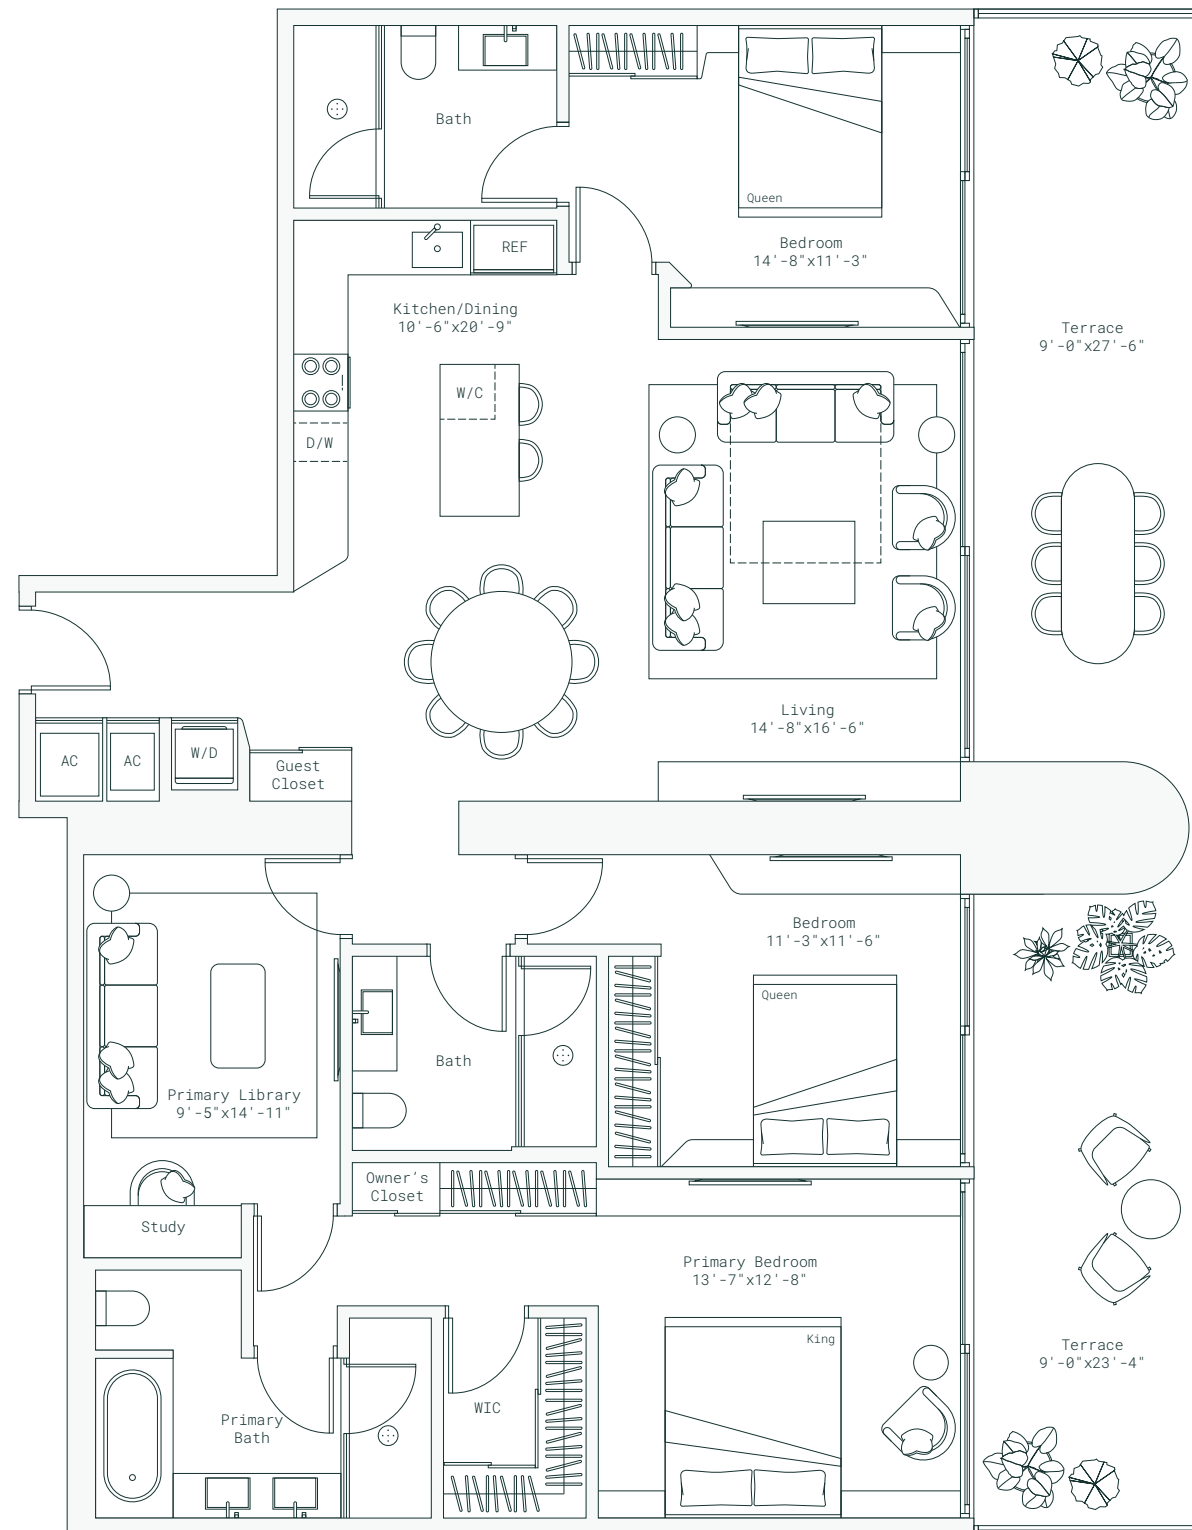 Bath
Queen
Bedroom
14'-8"x11'-3"
REF
Kitchen/Dining
10'-6"x20'-9"
Terrace
9'-0"x27'-6"
W/C
D/W
Living
14'-8"x16'-6"
AC
AC
W/D
Guest
Closet
Bedroom
11'-3"x11'-6"
Queen
Bath
Primary Library
9'-5"x14'-11"
Owner's
Closet
Study
Primary Bedroom
13'-7"x12'-8"
King
Terrace
9'-0"x23'-4"
WIC
Primary
Bath